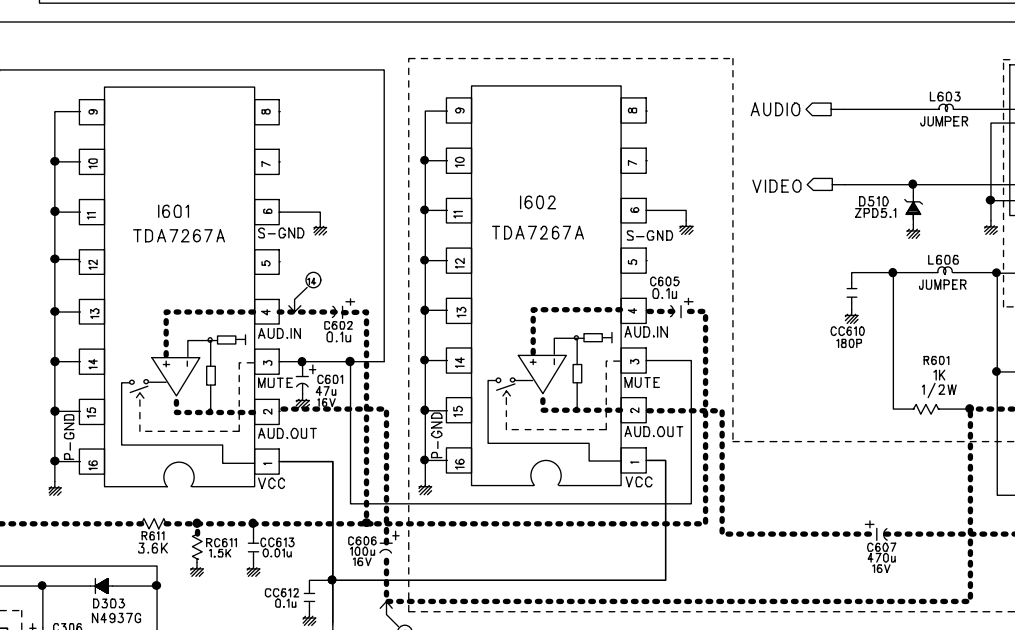 I601
TDA7267A
9
10
11
12
13
14
15
16
8
7
6
5
4
3
2
1
S-GND
AUD.IN
MUTE
AUD.OUT
VCC
P-GND
+
14
C602
0.1u
+
C601
47u
16V
+
I602
TDA7267A
9
10
11
12
13
14
15
16
8
7
6
5
4
3
2
1
S-GND
AUD.IN
MUTE
AUD.OUT
VCC
P-GND
+
C605
0.1u
+
AUDIO
L603
JUMPER
VIDEO
D510
ZPD5.1
L606
JUMPER
CC610
180P
R601
1K
1/2W
R611
3.6K
RC611
1.5K
CC613
0.01u
C606
100u
16V
+
C607
470u
16V
+
CC612
0.1u
D303
N4937G
C306
+